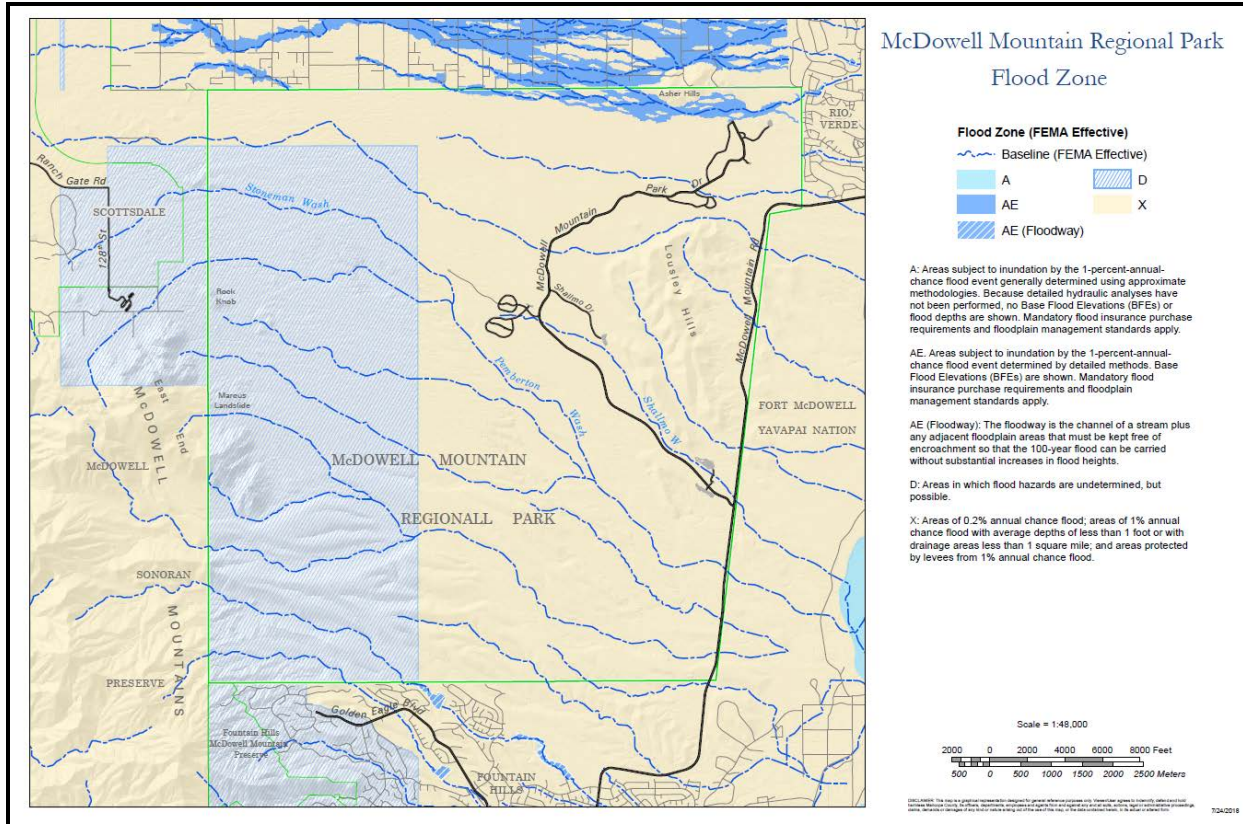 McDowell Mountain Regional Park
Flood Zone
Flood Zone (FEMA Effective)
Baseline (FEMA Effective)
A
D
AE
X
AE (Floodway)
A: Areas subject to inundation by the 1-percent-annual-
chance flood event generally determined using approximate
methodologies. Because detailed hydraulic analyses have
not been performed, no Base Flood Elevations (BFEs) or
flood depths are shown. Mandatory flood insurance purchase
requirements and floodplain management standards apply.
AE. Areas subject to inundation by the 1-percent-annual-
chance flood event determined by detailed methods. Base
Flood Elevations (BFEs) are shown. Mandatory flood
insurance purchase requirements and floodplain
management standards apply.
AE (Floodway): The floodway is the channel of a stream plus
any adjacent floodplain areas that must be kept free of
encroachment so that the 100-year flood can be carried
without substantial increases in flood heights.
D: Areas in which flood hazards are undetermined, but
possible.
X: Areas of 0.2% annual chance flood; areas of 1% annual
chance flood with average depths of less than 1 foot or with
drainage areas less than 1 square mile; and areas protected
by levees from 1% annual chance flood.
Scale = 1:48,000
2000 0 2000 4000 6000 8000 Feet
500 0 500 1000 1500 2000 2500 Meters
7/24/2018
Asher Hills
RIO
VERDE
Ranch Gate Rd
SCOTTSDALE
128th St
Stoneman Wash
McDowell Mountain Park Dr
Rock
Knob
Shallmo Dr
Lousley Hills
McDowell Mountain Rd
Pemberton Wash
Shallmo W
East End
Marcus
Landslide
FORT McDOWELL
YAVAPAI NATION
McDOWELL MOUNTAIN
REGIONALL PARK
McDOWELL
SONORAN
PRESERVE
McDOWELL
MOUNTAINS
Golden Eagle Blvd
Fountain Hills
McDowell Mountain
Preserve
FOUNTAIN
HILLS